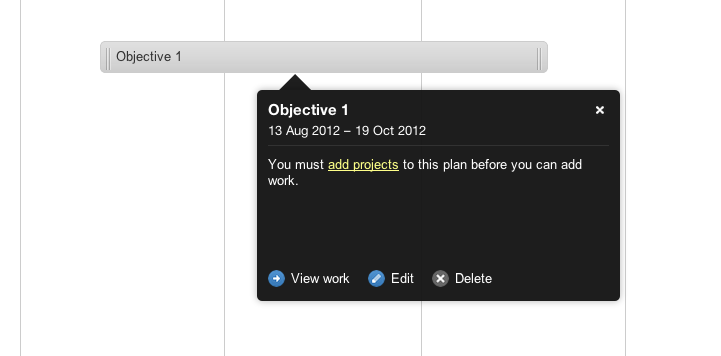 Objective 1
Objective 1
13 Aug 2012 – 19 Oct 2012
You must add projects to this plan before you can add
work.
View work Edit Delete